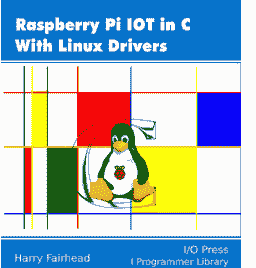 Raspberry Pi IOT in C
With Linux Drivers
Harry Fairhead
I/O Press
I Programmer Library